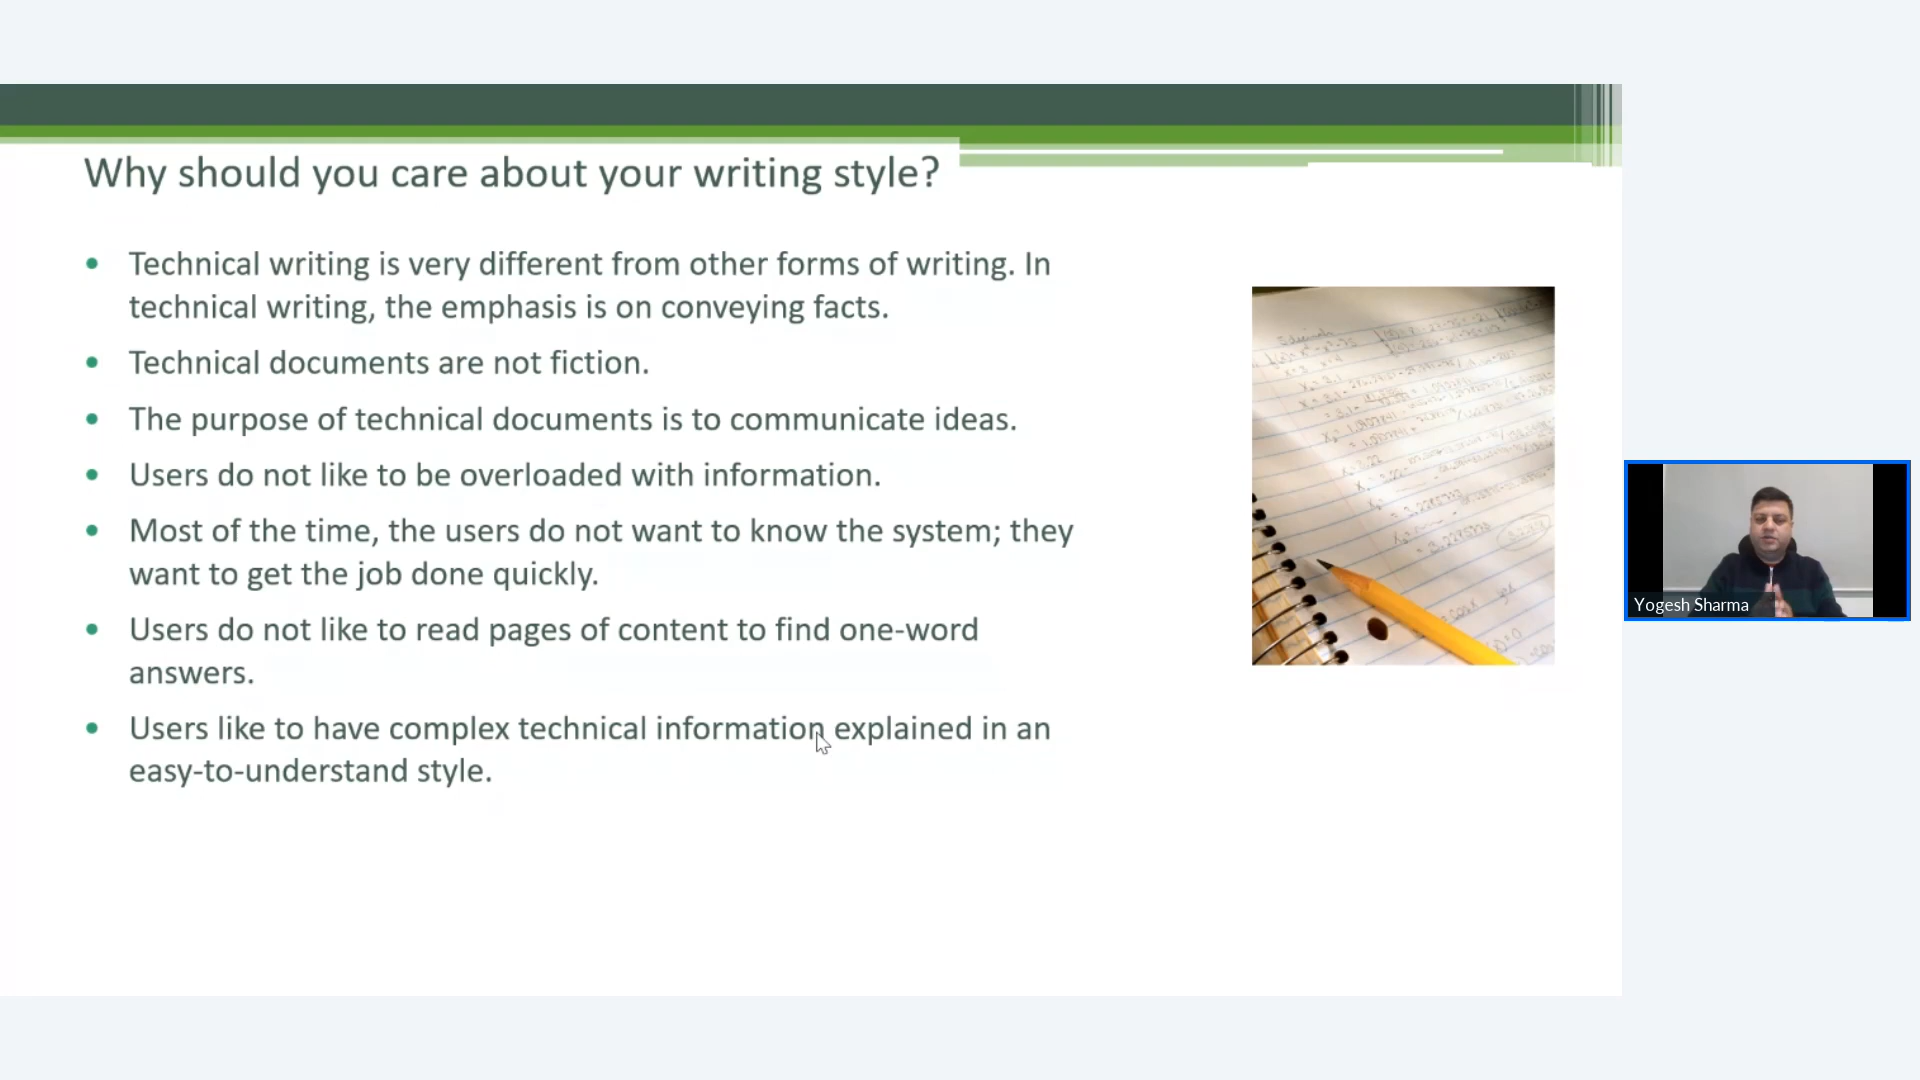 Why should you care about your writing style?
• Technical writing is very different from other forms of writing. In
technical writing, the emphasis is on conveying facts.
• Technical documents are not fiction.
• The purpose of technical documents is to communicate ideas.
• Users do not like to be overloaded with information.
• Most of the time, the users do not want to know the system; they
want to get the job done quickly.
• Users do not like to read pages of content to find one-word
answers.
• Users like to have complex technical information explained in an
easy-to-understand style.
Yogesh Sharma